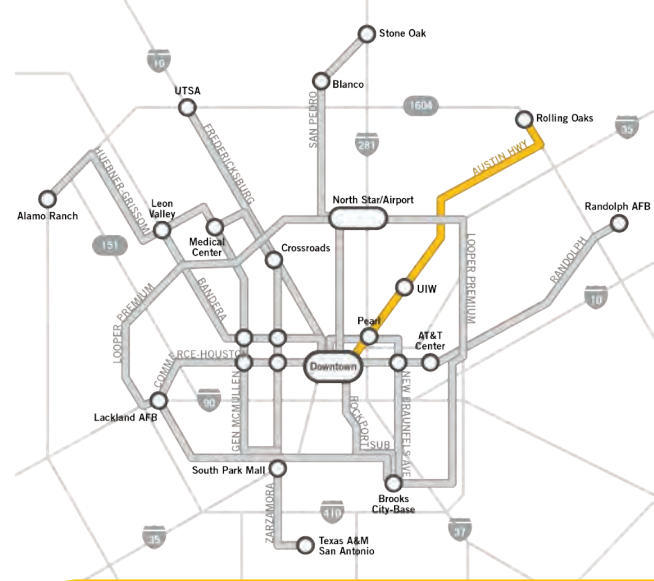 Stone Oak
10
Blanco
UTSA
1604
SAN PEDRO
Rolling Oaks
FREDERICKSBURG
35
281
AUSTIN HWY
HUEBNER-GRISSOM
Leon
Valley
North Star/Airport
Randolph AFB
Alamo Ranch
Medical
Center
151
Crossroads
LOOPER PREMIUM
RANDOLPH
UIW
10
BANDERA
LOOPER PREMIUM
Pearl
AT&T
Center
COMME RCE-HOUSTON
Downtown
90
Lackland AFB
GEN MCMULLEN
ROCKPORT
NEW BRAUNFELS AVE
SUB
South Park Mall
Brooks
City-Base
ZARZAMORA
410
35
37
Texas A&M
San Antonio